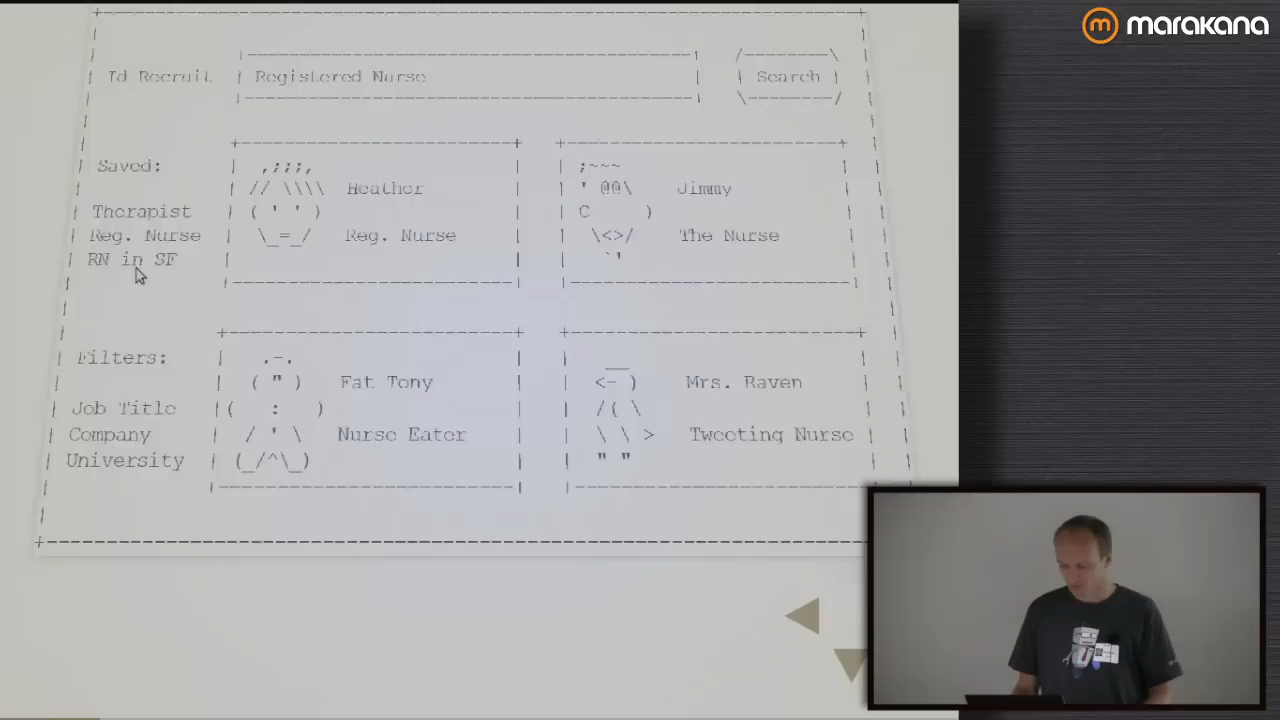 marakana
Td Recruit
Registered Nurse
Search
Saved:
Therapist
Reg. Nurse
RN in SF
Heather
Reg. Nurse
Jimmy
The Nurse
Filters:
Job Title
Company
University
Fat Tony
Nurse Eater
Mrs. Raven
Tweeting Nurse